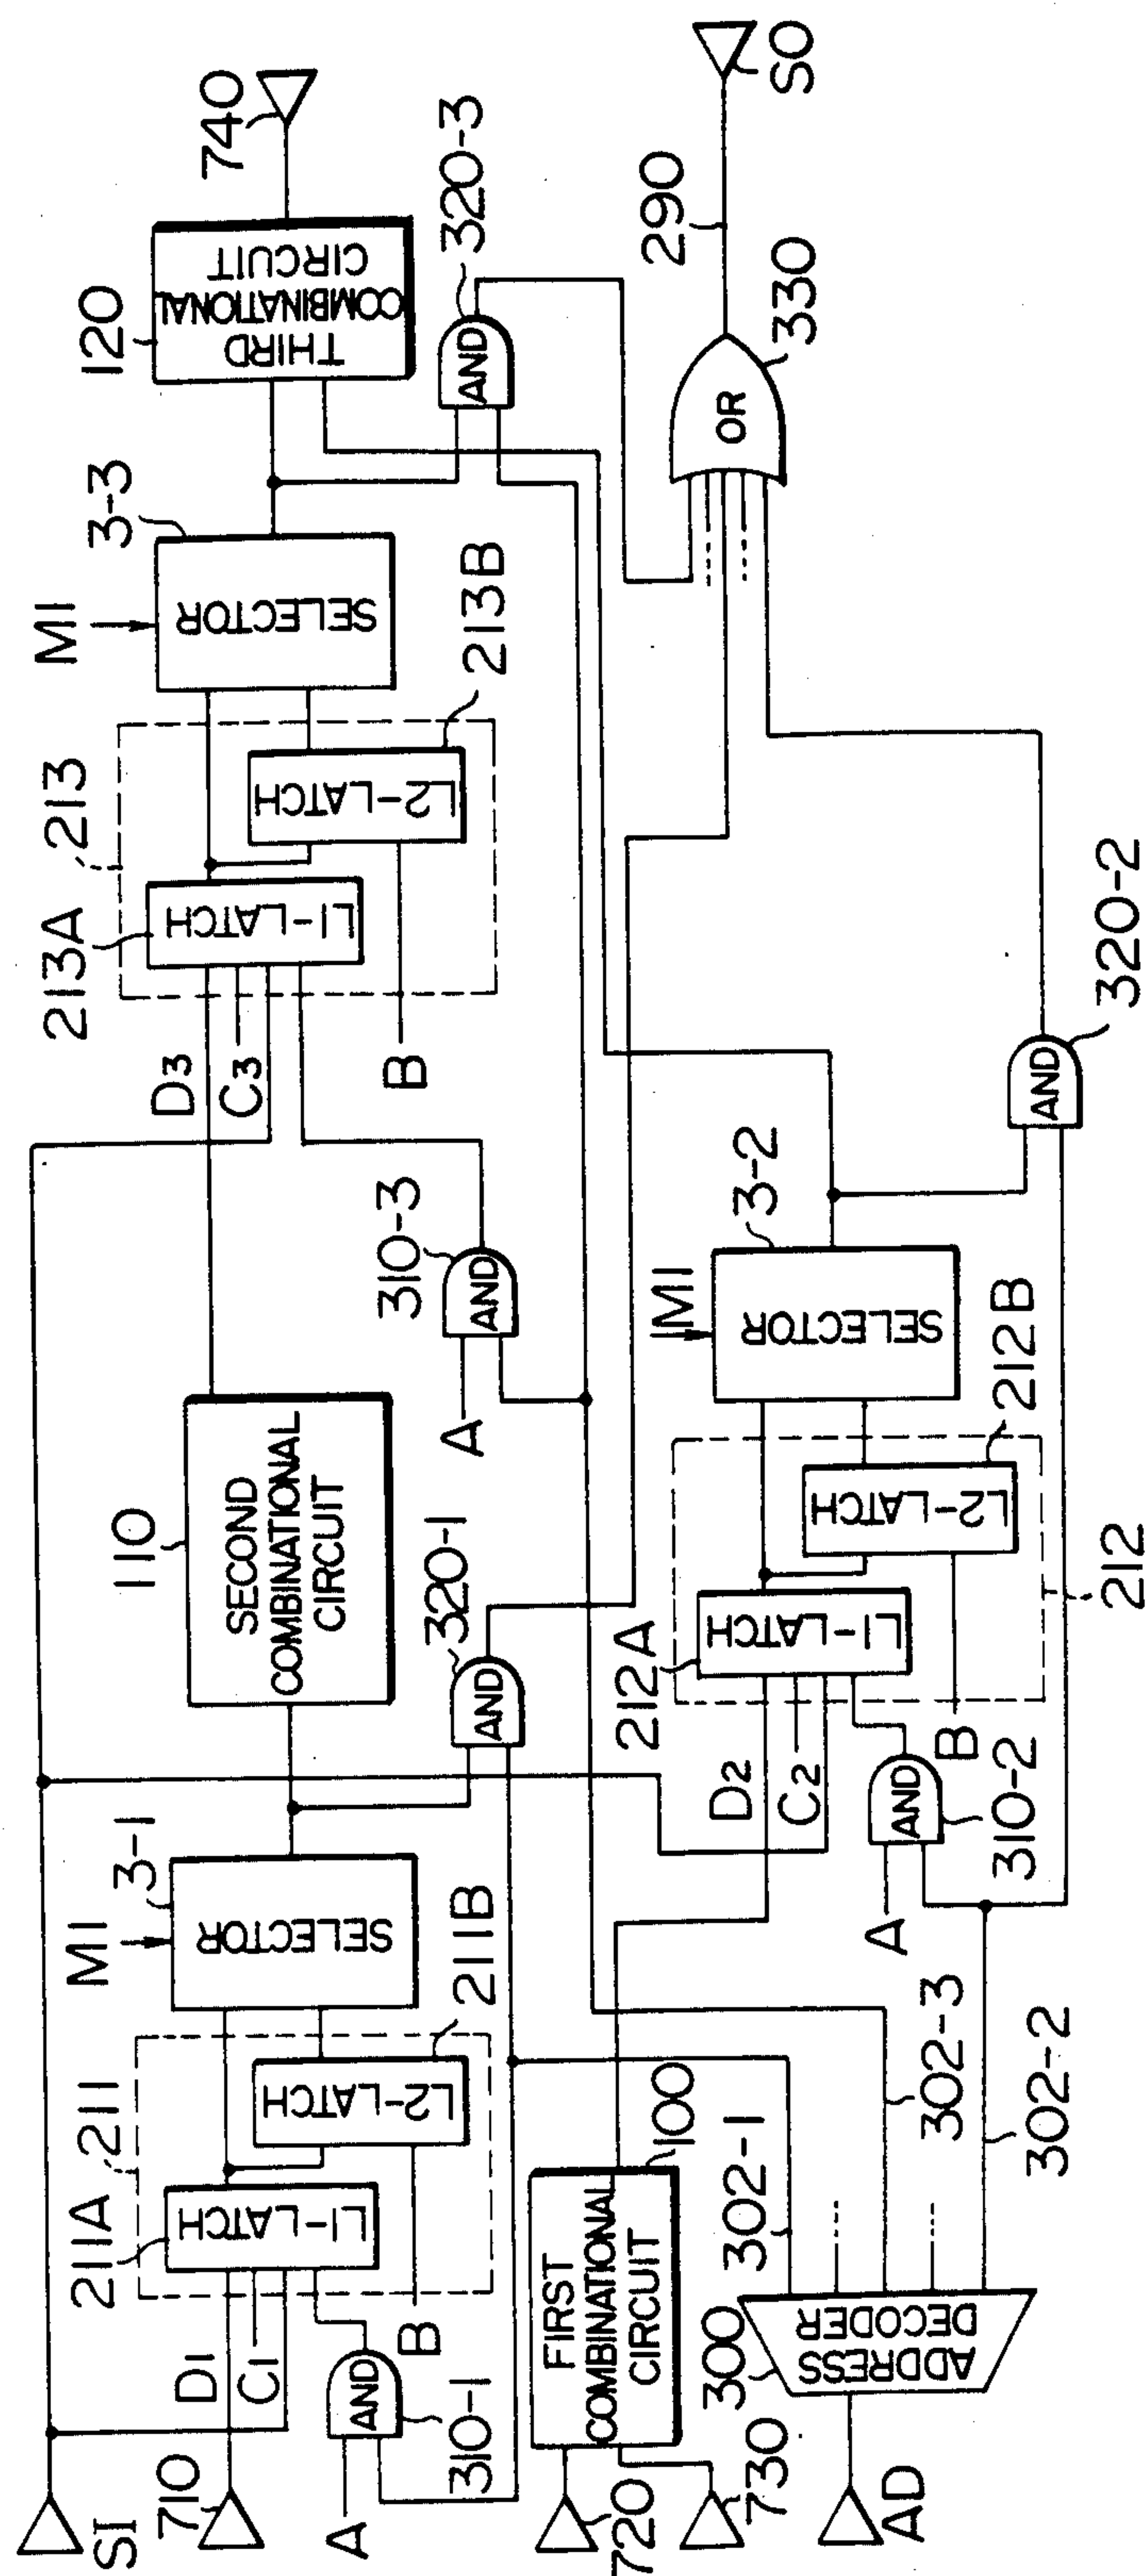 SI
710
D1
C1
A
AND
310-1
211A
211
L1-LATCH
L2-LATCH
211B
B
M1
3-1
SELECTOR
110
SECOND
COMBINATIONAL
CIRCUIT
320-1
AND
A
AND
310-3
D3
C3
B
213A
213
L1-LATCH
L2-LATCH
213B
M1
3-3
SELECTOR
120
THIRD
COMBINATIONAL
CIRCUIT
740
320-3
AND
720
730
FIRST
COMBINATIONAL
CIRCUIT
100
AD
300
ADDRESS
DECODER
302-1
302-3
302-2
A
AND
310-2
D2
C2
B
212A
L1-LATCH
L2-LATCH
212B
212
M1
3-2
SELECTOR
AND
320-2
OR
330
290
SO